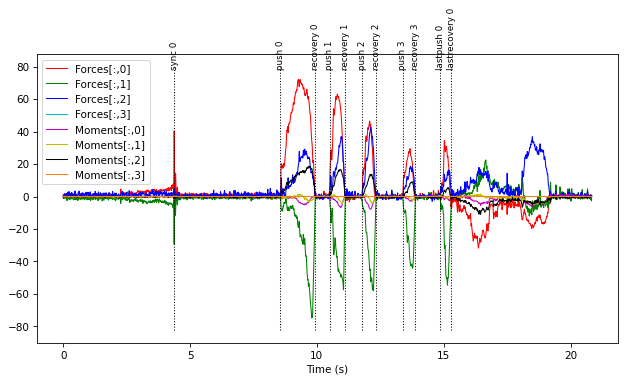 sync 0
push 0
recovery 0
push 1
recovery 1
push 2
recovery 2
push 3
recovery 3
lastpush 0
lastrecovery 0
80
60
40
20
0
−20
−40
−60
−80
Forces[:,0]
Forces[:,1]
Forces[:,2]
Forces[:,3]
Moments[:,0]
Moments[:,1]
Moments[:,2]
Moments[:,3]
0
5
10
15
20
Time (s)